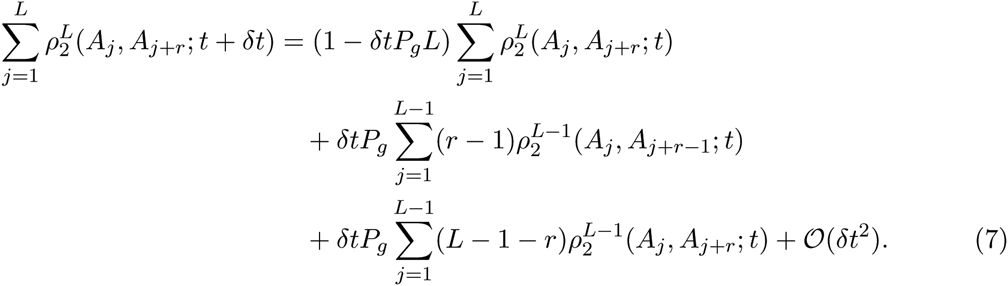 \sum_{j=1}^{L} \rho_2^L(A_j, A_{j+r}; t + \delta t) = (1 - \delta t P_g L) \sum_{j=1}^{L} \rho_2^L(A_j, A_{j+r}; t)
+ \delta t P_g \sum_{j=1}^{L-1} (r - 1) \rho_2^{L-1}(A_j, A_{j+r-1}; t)
+ \delta t P_g \sum_{j=1}^{L-1} (L - 1 - r) \rho_2^{L-1}(A_j, A_{j+r}; t) + \mathcal{O}(\delta t^2). (7)